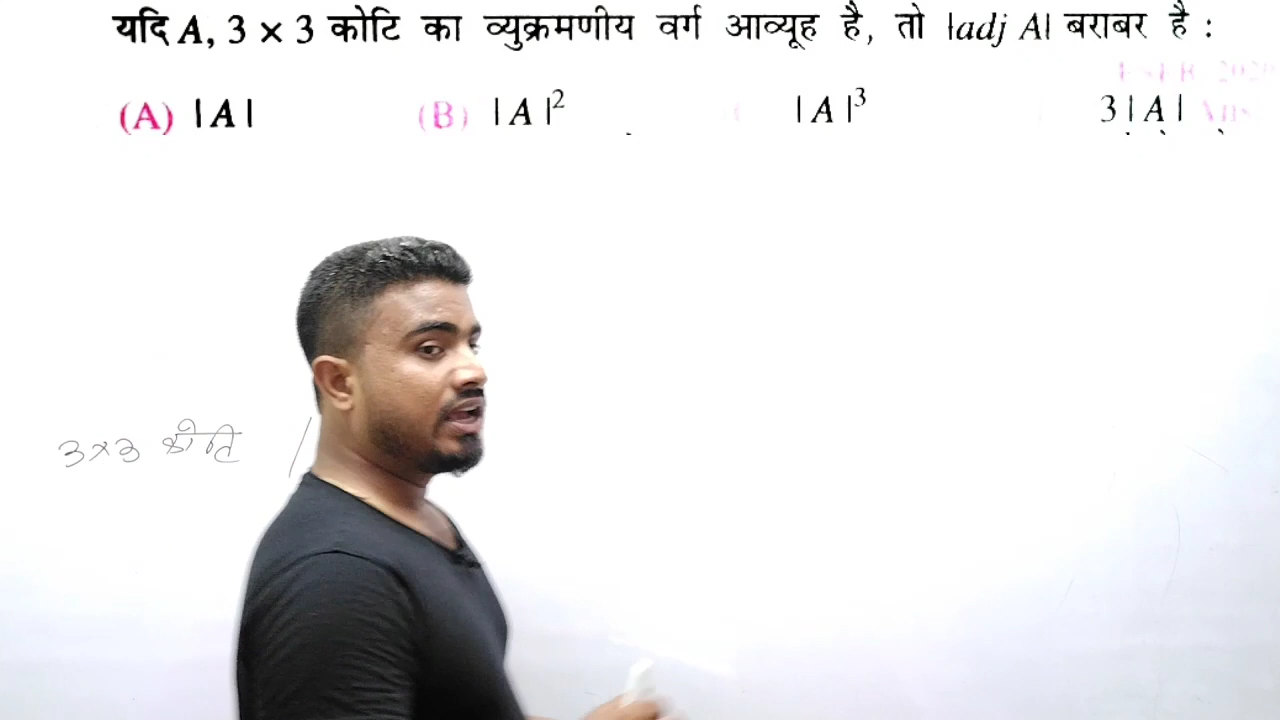 यदि A, 3 × 3 कोटि का व्युक्रमणीय वर्ग आव्यूह है, तो |adj A| बराबर है :
(A) |A| (B) |A|² |A|³ 3|A|
3×3 कोटि /